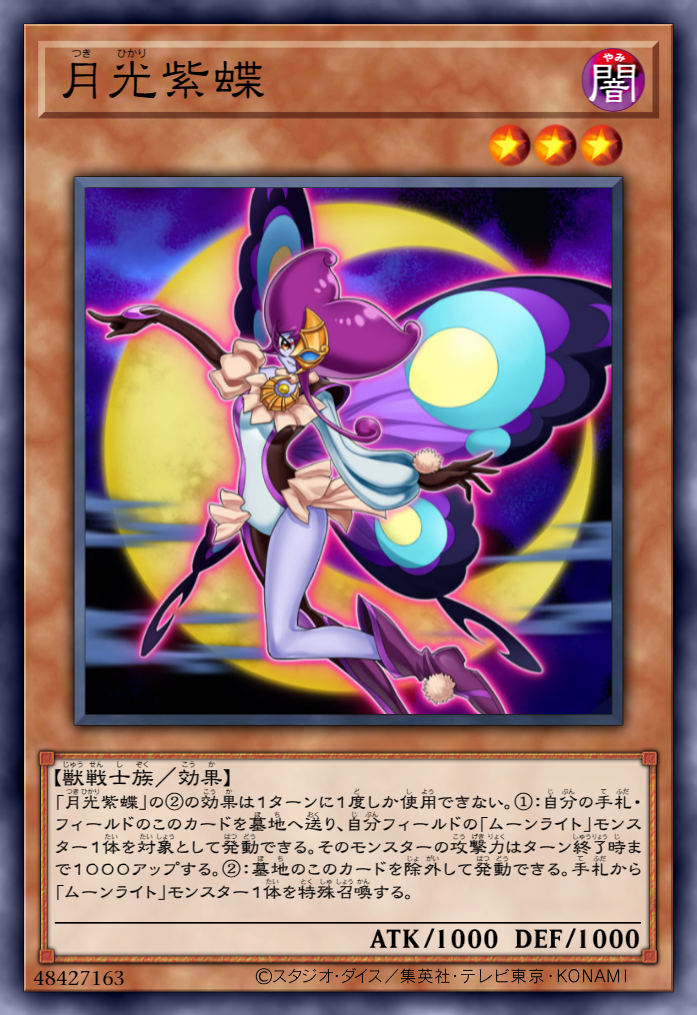 月光紫蝶
闇
【獣戦士族／効果】
「月光紫蝶」の②の効果は1ターンに1度しか使用できない。①：自分の手札・
フィールドのこのカードを墓地へ送り、自分フィールドの「ムーンライト」モンス
ター1体を対象として発動できる。そのモンスターの攻撃力はターン終了時ま
で1000アップする。②：墓地のこのカードを除外して発動できる。手札から
「ムーンライト」モンスター1体を特殊召喚する。
ATK/1000 DEF/1000
48427163 ©スタジオ・ダイス／集英社・テレビ東京・KONAMI